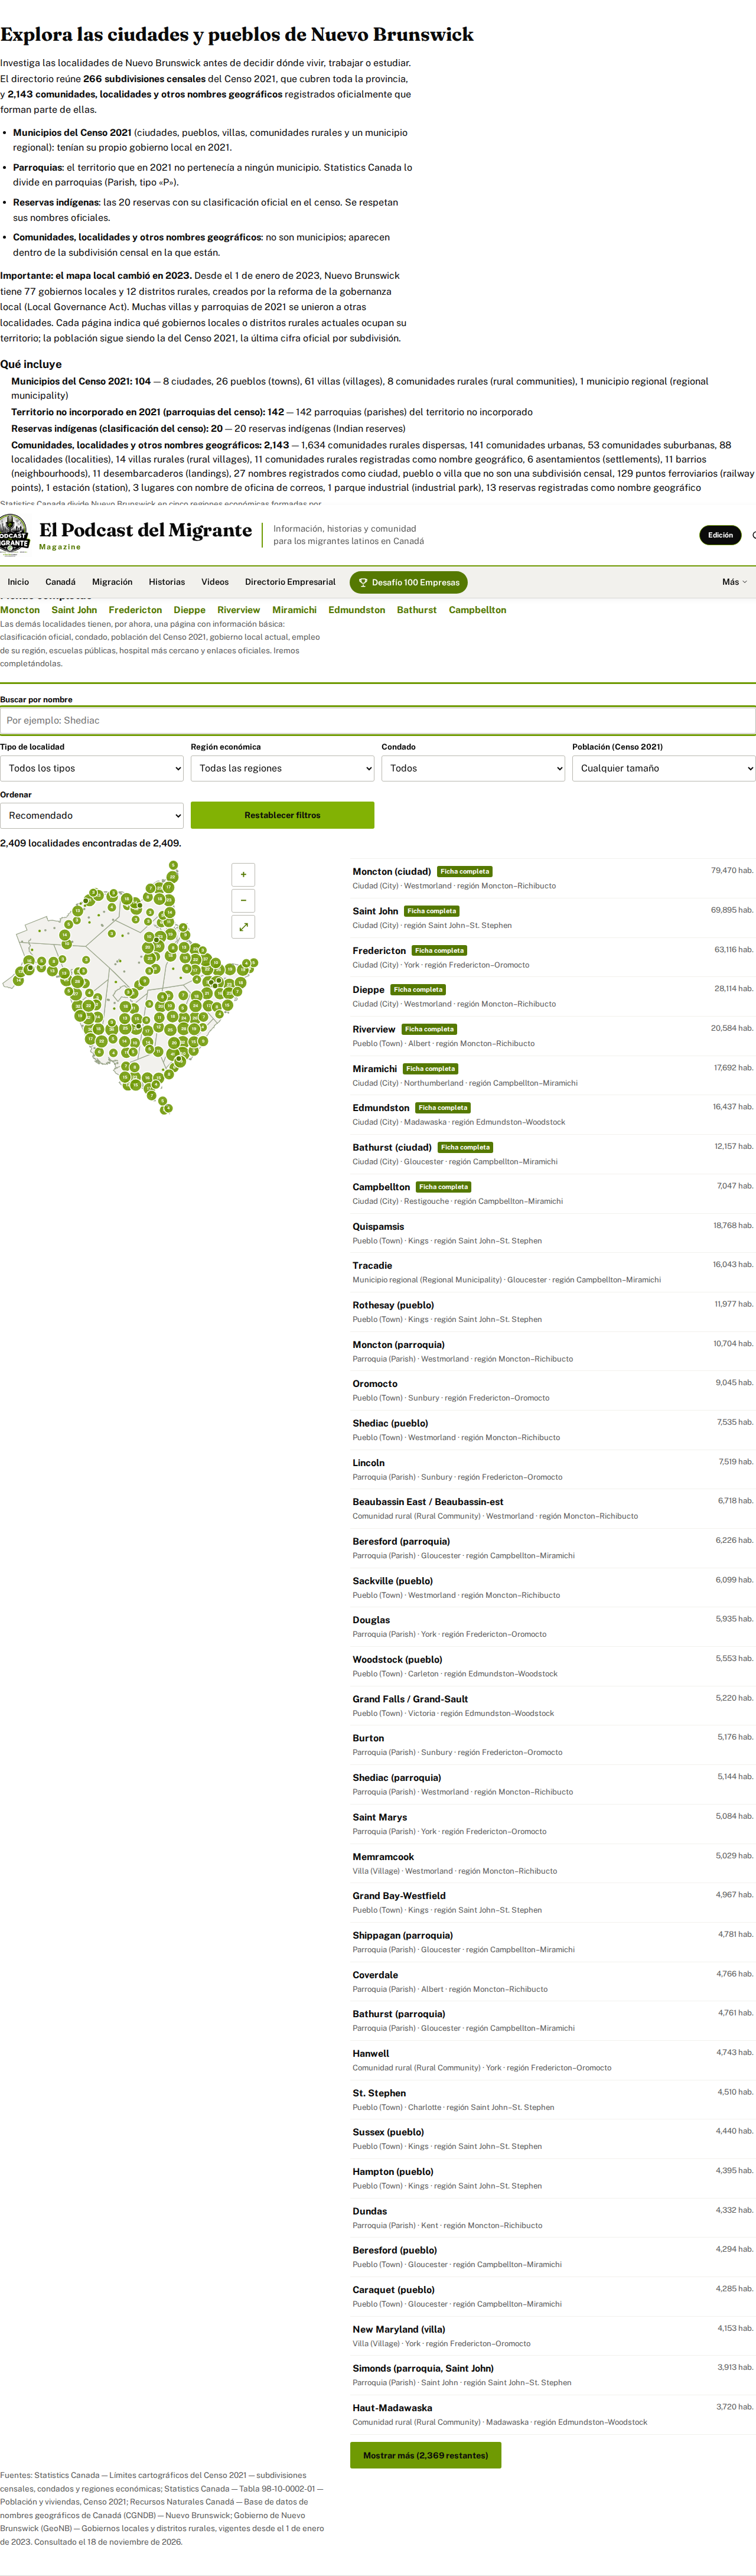 Explora las ciudades y pueblos de Nuevo Brunswick
Investiga las localidades de Nuevo Brunswick antes de decidir dónde vivir, trabajar o estudiar.
El directorio reúne 266 subdivisiones censales del Censo 2021, que cubren toda la provincia,
y 2,143 comunidades, localidades y otros nombres geográficos registrados oficialmente que
forman parte de ellas.
• Municipios del Censo 2021 (ciudades, pueblos, villas, comunidades rurales y un municipio
regional): tenían su propio gobierno local en 2021.
• Parroquias: el territorio que en 2021 no pertenecía a ningún municipio. Statistics Canada lo
divide en parroquias (Parish, tipo «P»).
• Reservas indígenas: las 20 reservas con su clasificación oficial en el censo. Se respetan
sus nombres oficiales.
• Comunidades, localidades y otros nombres geográficos: no son municipios; aparecen
dentro de la subdivisión censal en la que están.
Importante: el mapa local cambió en 2023. Desde el 1 de enero de 2023, Nuevo Brunswick
tiene 77 gobiernos locales y 12 distritos rurales, creados por la reforma de la gobernanza
local (Local Governance Act). Muchas villas y parroquias de 2021 se unieron a otras
localidades. Cada página indica qué gobiernos locales o distritos rurales actuales ocupan su
territorio; la población sigue siendo la del Censo 2021, la última cifra oficial por subdivisión.
Qué incluye
Municipios del Censo 2021: 104 — 8 ciudades, 26 pueblos (towns), 61 villas (villages), 8 comunidades rurales (rural communities), 1 municipio regional (regional
municipality)
Territorio no incorporado en 2021 (parroquias del censo): 142 — 142 parroquias (parishes) del territorio no incorporado
Reservas indígenas (clasificación del censo): 20 — 20 reservas indígenas (Indian reserves)
Comunidades, localidades y otros nombres geográficos: 2,143 — 1,634 comunidades rurales dispersas, 141 comunidades urbanas, 53 comunidades suburbanas, 88
localidades (localities), 14 villas rurales (rural villages), 11 comunidades rurales registradas como nombre geográfico, 6 asentamientos (settlements), 11 barrios
(neighbourhoods), 11 desembarcaderos (landings), 27 nombres registrados como ciudad, pueblo o villa que no son una subdivisión censal, 129 puntos ferroviarios (railway
points), 1 estación (station), 3 lugares con nombre de oficina de correos, 1 parque industrial (industrial park), 13 reservas registradas como nombre geográfico
Statistics Canada divide Nuevo Brunswick en cinco regiones económicas formadas por
El Podcast del Migrante
Magazine
Información, historias y comunidad
para los migrantes latinos en Canadá
Edición
Inicio Canadá Migración Historias Videos Directorio Empresarial Desafío 100 Empresas Más
Moncton Saint John Fredericton Dieppe Riverview Miramichi Edmundston Bathurst Campbellton
Las demás localidades tienen, por ahora, una página con información básica:
clasificación oficial, condado, población del Censo 2021, gobierno local actual, empleo
de su región, escuelas públicas, hospital más cercano y enlaces oficiales. Iremos
completándolas.
Buscar por nombre
Por ejemplo: Shediac
Tipo de localidad Región económica Condado Población (Censo 2021)
Todos los tipos Todas las regiones Todos Cualquier tamaño
Ordenar
Recomendado Restablecer filtros
2,409 localidades encontradas de 2,409.
+
−
Moncton (ciudad) Ficha completa 79,470 hab.
Ciudad (City) · Westmorland · región Moncton–Richibucto
Saint John Ficha completa 69,895 hab.
Ciudad (City) · región Saint John–St. Stephen
Fredericton Ficha completa 63,116 hab.
Ciudad (City) · York · región Fredericton–Oromocto
Dieppe Ficha completa 28,114 hab.
Ciudad (City) · Westmorland · región Moncton–Richibucto
Riverview Ficha completa 20,584 hab.
Pueblo (Town) · Albert · región Moncton–Richibucto
Miramichi Ficha completa 17,692 hab.
Ciudad (City) · Northumberland · región Campbellton–Miramichi
Edmundston Ficha completa 16,437 hab.
Ciudad (City) · Madawaska · región Edmundston–Woodstock
Bathurst (ciudad) Ficha completa 12,157 hab.
Ciudad (City) · Gloucester · región Campbellton–Miramichi
Campbellton Ficha completa 7,047 hab.
Ciudad (City) · Restigouche · región Campbellton–Miramichi
Quispamsis 18,768 hab.
Pueblo (Town) · Kings · región Saint John–St. Stephen
Tracadie 16,043 hab.
Municipio regional (Regional Municipality) · Gloucester · región Campbellton–Miramichi
Rothesay (pueblo) 11,977 hab.
Pueblo (Town) · Kings · región Saint John–St. Stephen
Moncton (parroquia) 10,704 hab.
Parroquia (Parish) · Westmorland · región Moncton–Richibucto
Oromocto 9,045 hab.
Pueblo (Town) · Sunbury · región Fredericton–Oromocto
Shediac (pueblo) 7,535 hab.
Pueblo (Town) · Westmorland · región Moncton–Richibucto
Lincoln 7,519 hab.
Parroquia (Parish) · Sunbury · región Fredericton–Oromocto
Beaubassin East / Beaubassin-est 6,718 hab.
Comunidad rural (Rural Community) · Westmorland · región Moncton–Richibucto
Beresford (parroquia) 6,226 hab.
Parroquia (Parish) · Gloucester · región Campbellton–Miramichi
Sackville (pueblo) 6,099 hab.
Pueblo (Town) · Westmorland · región Moncton–Richibucto
Douglas 5,935 hab.
Parroquia (Parish) · York · región Fredericton–Oromocto
Woodstock (pueblo) 5,553 hab.
Pueblo (Town) · Carleton · región Edmundston–Woodstock
Grand Falls / Grand-Sault 5,220 hab.
Pueblo (Town) · Victoria · región Edmundston–Woodstock
Burton 5,176 hab.
Parroquia (Parish) · Sunbury · región Fredericton–Oromocto
Shediac (parroquia) 5,144 hab.
Parroquia (Parish) · Westmorland · región Moncton–Richibucto
Saint Marys 5,084 hab.
Parroquia (Parish) · York · región Fredericton–Oromocto
Memramcook 5,029 hab.
Villa (Village) · Westmorland · región Moncton–Richibucto
Grand Bay-Westfield 4,967 hab.
Pueblo (Town) · Kings · región Saint John–St. Stephen
Shippagan (parroquia) 4,781 hab.
Parroquia (Parish) · Gloucester · región Campbellton–Miramichi
Coverdale 4,766 hab.
Parroquia (Parish) · Albert · región Moncton–Richibucto
Bathurst (parroquia) 4,761 hab.
Parroquia (Parish) · Gloucester · región Campbellton–Miramichi
Hanwell 4,743 hab.
Comunidad rural (Rural Community) · York · región Fredericton–Oromocto
St. Stephen 4,510 hab.
Pueblo (Town) · Charlotte · región Saint John–St. Stephen
Sussex (pueblo) 4,440 hab.
Pueblo (Town) · Kings · región Saint John–St. Stephen
Hampton (pueblo) 4,395 hab.
Pueblo (Town) · Kings · región Saint John–St. Stephen
Dundas 4,332 hab.
Parroquia (Parish) · Kent · región Moncton–Richibucto
Beresford (pueblo) 4,294 hab.
Pueblo (Town) · Gloucester · región Campbellton–Miramichi
Caraquet (pueblo) 4,285 hab.
Pueblo (Town) · Gloucester · región Campbellton–Miramichi
New Maryland (villa) 4,153 hab.
Villa (Village) · York · región Fredericton–Oromocto
Simonds (parroquia, Saint John) 3,913 hab.
Parroquia (Parish) · Saint John · región Saint John–St. Stephen
Haut-Madawaska 3,720 hab.
Comunidad rural (Rural Community) · Madawaska · región Edmundston–Woodstock
Mostrar más (2,369 restantes)
Fuentes: Statistics Canada — Límites cartográficos del Censo 2021 — subdivisiones
censales, condados y regiones económicas; Statistics Canada — Tabla 98-10-0002-01 —
Población y viviendas, Censo 2021; Recursos Naturales Canadá — Base de datos de
nombres geográficos de Canadá (CGNDB) — Nuevo Brunswick; Gobierno de Nuevo
Brunswick (GeoNB) — Gobiernos locales y distritos rurales, vigentes desde el 1 de enero
de 2023. Consultado el 18 de noviembre de 2026.